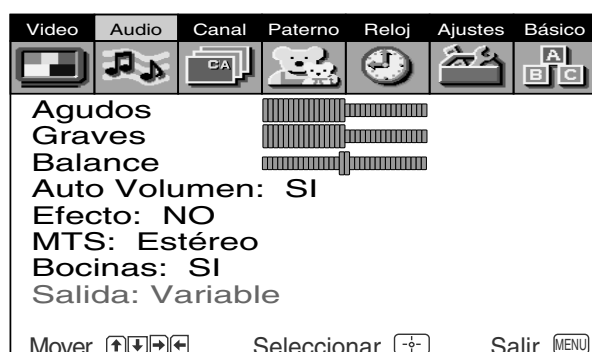 Video Audio Canal Paterno Reloj Ajustes Básico
CA A B C
Agudos
Graves
Balance
Auto Volumen: SI
Efecto: NO
MTS: Estéreo
Bocinas: SI
Salida: Variable
Mover Seleccionar Salir MENU